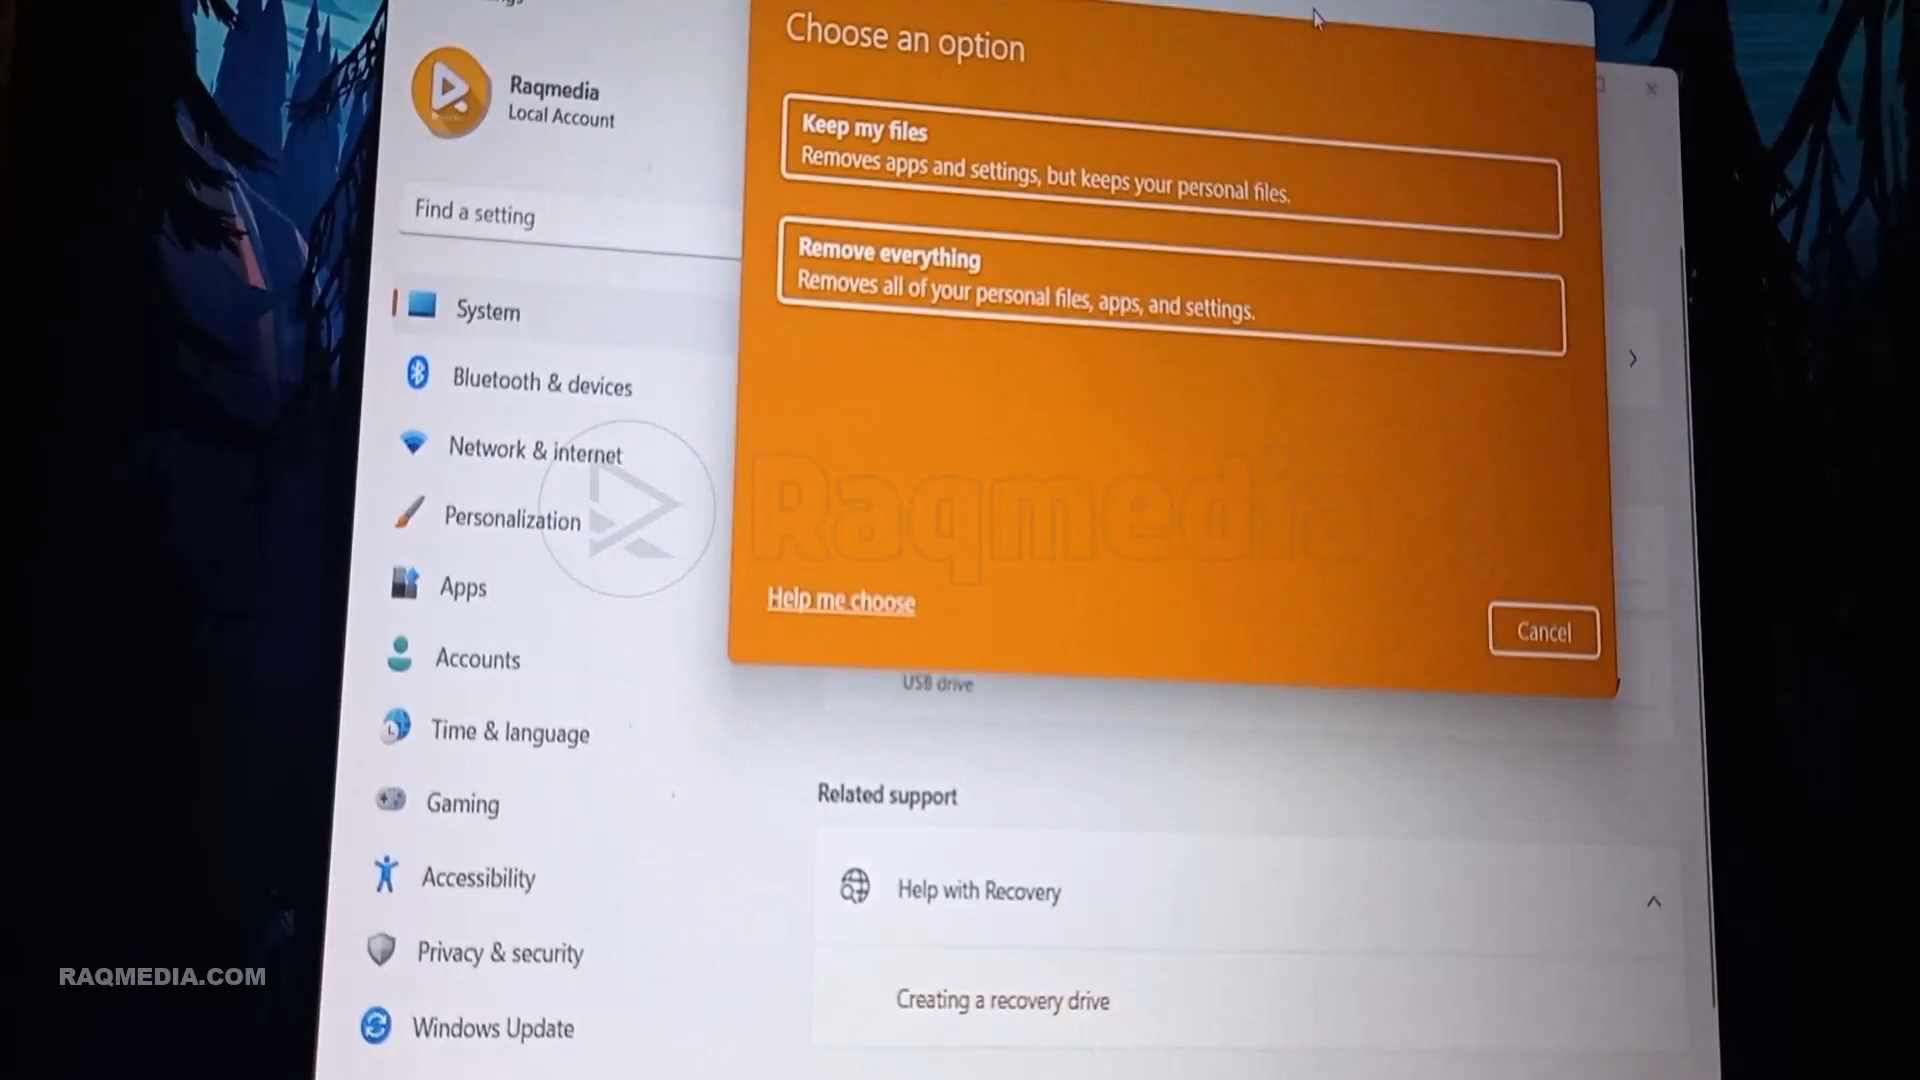 Raqmedia
Local Account
Find a setting
System
Bluetooth & devices
Network & internet
Personalization
Apps
Accounts
Time & language
Gaming
Accessibility
Privacy & security
Windows Update
Choose an option
Keep my files
Removes apps and settings, but keeps your personal files.
Remove everything
Removes all of your personal files, apps, and settings.
Raqmedia
Help me choose
Cancel
USB drive
Related support
Help with Recovery
Creating a recovery drive
RAQMEDIA.COM